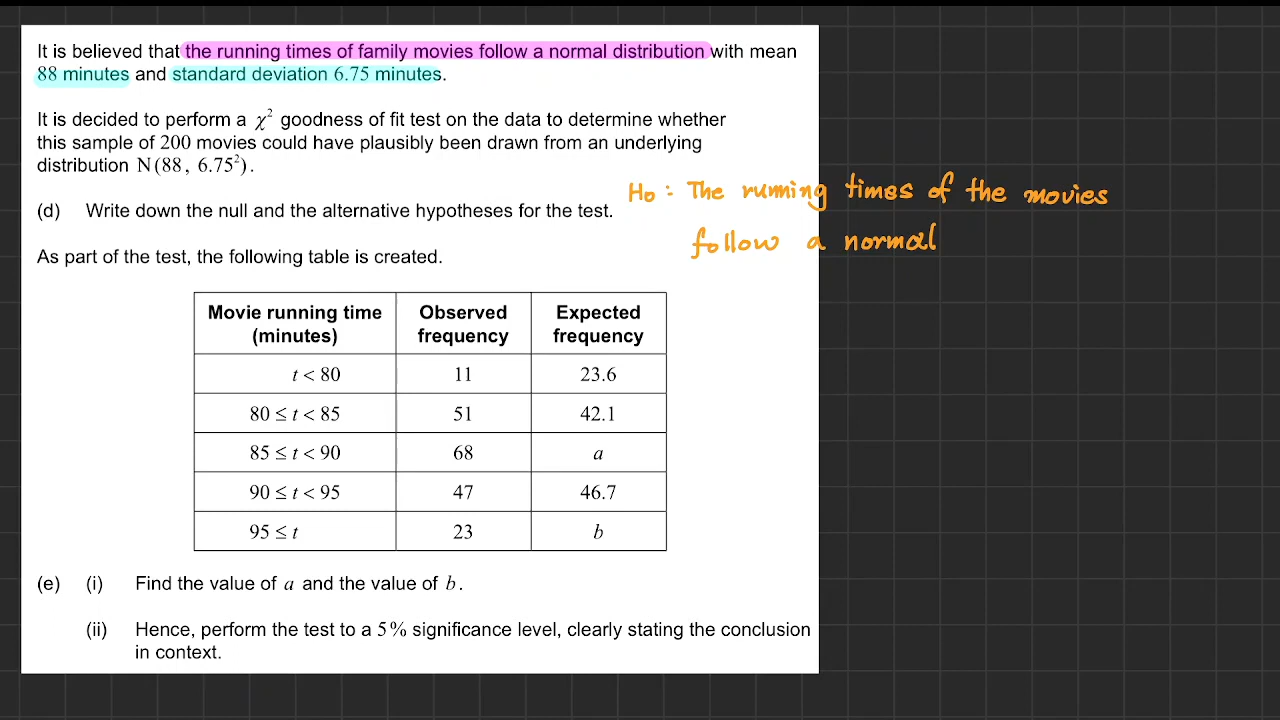 It is believed that the running times of family movies follow a normal distribution with mean
88 minutes and standard deviation 6.75 minutes.
It is decided to perform a χ² goodness of fit test on the data to determine whether
this sample of 200 movies could have plausibly been drawn from an underlying
distribution N(88, 6.75²).
H₀ : The running times of the movies
(d) Write down the null and the alternative hypotheses for the test.
follow a normal
As part of the test, the following table is created.
Movie running time (minutes) Observed frequency Expected frequency
t < 80 11 23.6
80 ≤ t < 85 51 42.1
85 ≤ t < 90 68 a
90 ≤ t < 95 47 46.7
95 ≤ t 23 b
(e) (i) Find the value of a and the value of b.
(ii) Hence, perform the test to a 5% significance level, clearly stating the conclusion
in context.